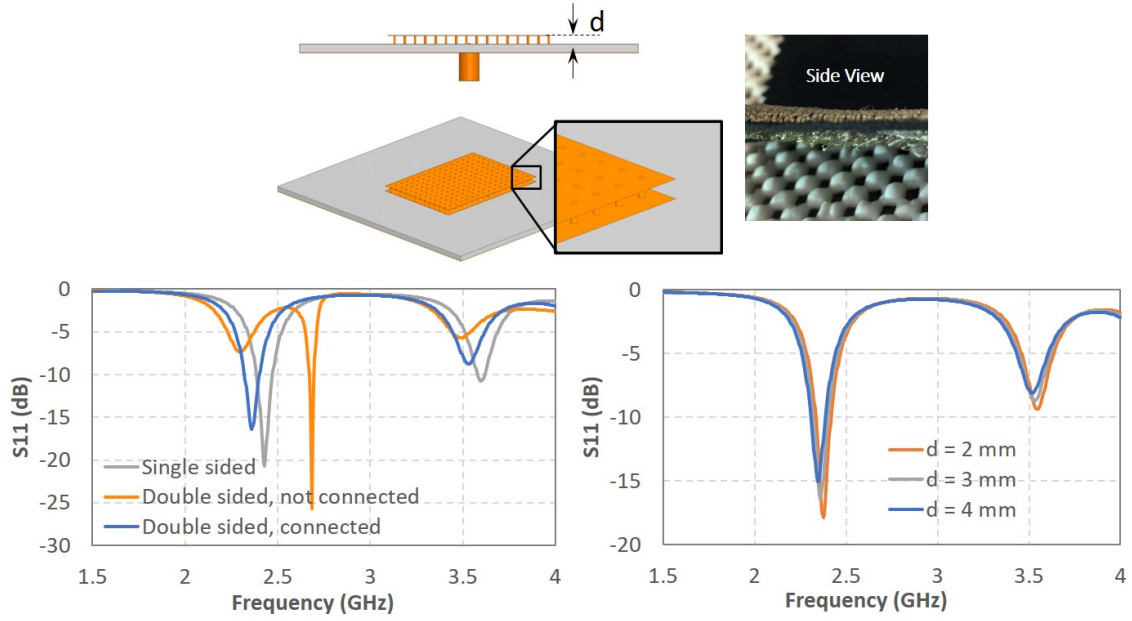 d
Side View
0
-5
-10
-15
-20
-25
-30
S11 (dB)
Single sided
Double sided, not connected
Double sided, connected
1.5 2 2.5 3 3.5 4
Frequency (GHz)
0
-5
-10
-15
-20
S11 (dB)
d = 2 mm
d = 3 mm
d = 4 mm
1.5 2 2.5 3 3.5 4
Frequency (GHz)